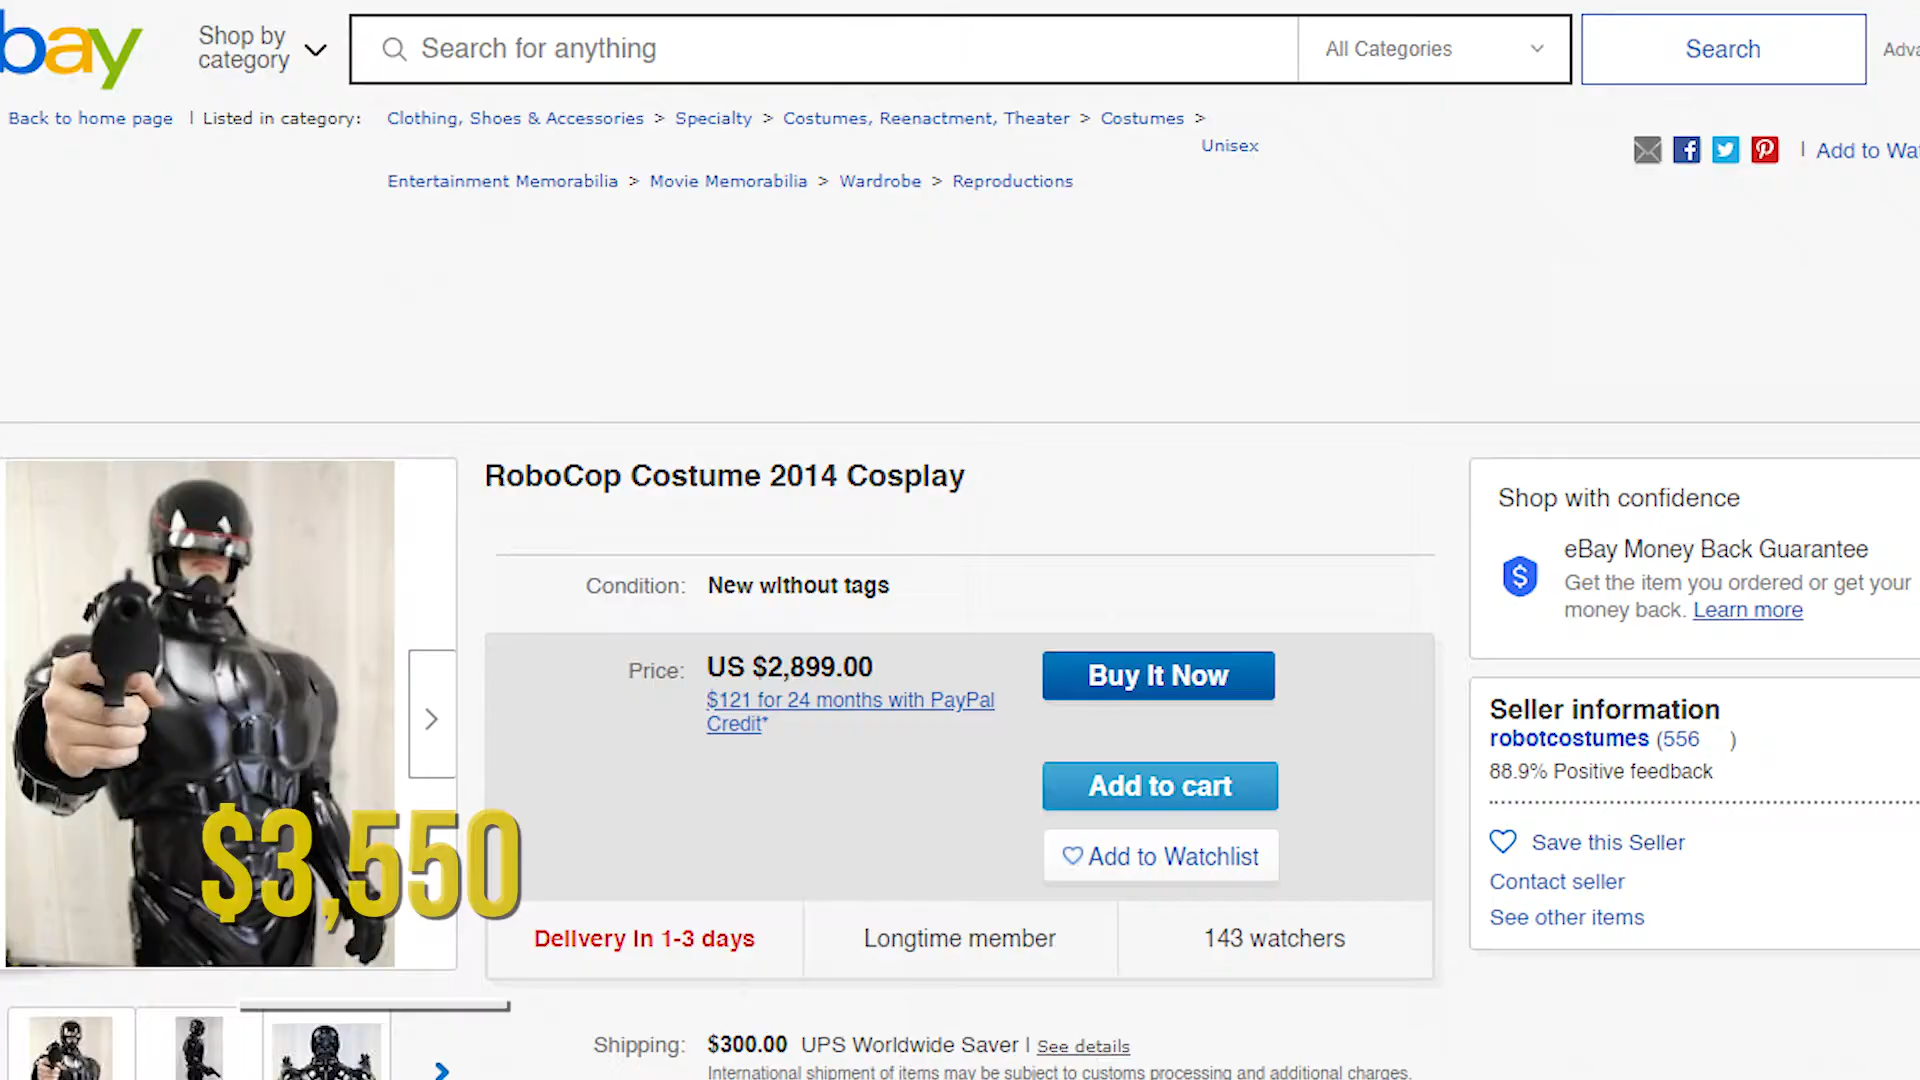 bay
Shop by
category
Search for anything
All Categories
Search
Back to home page | Listed in category:
Clothing, Shoes & Accessories > Specialty > Costumes, Reenactment, Theater > Costumes >
Unisex
| Add to
Entertainment Memorabilia > Movie Memorabilia > Wardrobe > Reproductions
RoboCop Costume 2014 Cosplay
Condition: New without tags
Price: US $2,899.00
$121 for 24 months with PayPal
Credit*
Buy It Now
Add to cart
Add to Watchlist
$3,550
Delivery in 1-3 days
Longtime member
143 watchers
Shipping: $300.00 UPS Worldwide Saver | See details
International shipment of items may be subject to customs processing and additional charges.
Shop with confidence
eBay Money Back Guarantee
Get the item you ordered or get your
money back. Learn more
Seller information
robotcostumes (556 )
88.9% Positive feedback
Save this Seller
Contact seller
See other items